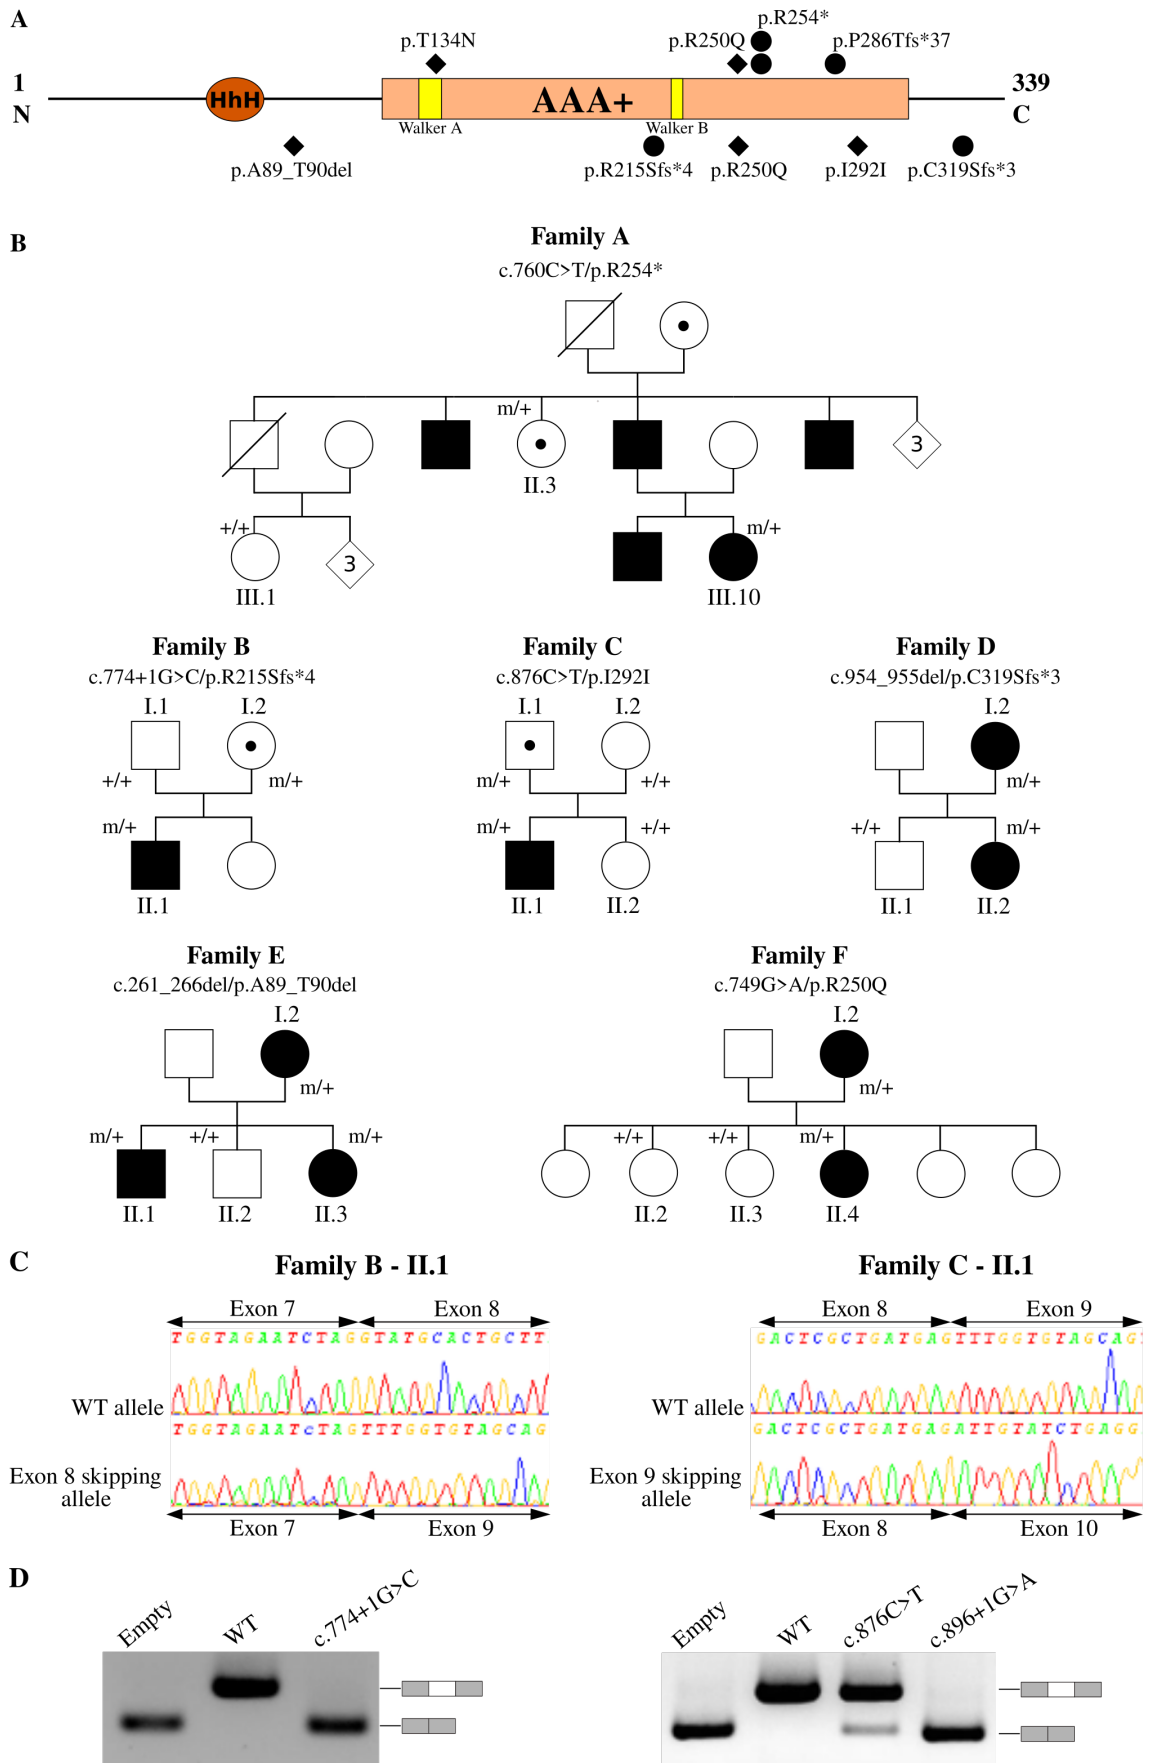 A
p.R254*
p.T134N
p.R250Q
p.P286Tfs*37
1
N
HhH
AAA+
339
C
Walker A
Walker B
p.A89_T90del
p.R215Sfs*4
p.R250Q
p.I292I
p.C319Sfs*3
B
Family A
c.760C>T/p.R254*
m/+
II.3
3
+/+
m/+
3
III.1
III.10
Family B
c.774+1G>C/p.R215Sfs*4
I.1
I.2
+/+
m/+
m/+
II.1
Family C
c.876C>T/p.I292I
I.1
I.2
m/+
+/+
m/+
+/+
II.1
II.2
Family D
c.954_955del/p.C319Sfs*3
I.2
m/+
+/+
m/+
II.1
II.2
Family E
c.261_266del/p.A89_T90del
I.2
m/+
m/+
+/+
m/+
II.1
II.2
II.3
Family F
c.749G>A/p.R250Q
I.2
m/+
+/+
+/+
m/+
II.2
II.3
II.4
C
Family B - II.1
Exon 7
Exon 8
TGGTAGAATCTAGGTATGCACTGCTT
WT allele
TGGTAGAATCTAGTTTGGTGTAGCAG
Exon 8 skipping
allele
Exon 7
Exon 9
Family C - II.1
Exon 8
Exon 9
GACTCGCTGATGAGTTTGGTGTAGCAG
WT allele
GACTCGCTGATGAGATTGTATCTGAGG
Exon 9 skipping
allele
Exon 8
Exon 10
D
Empty
WT
c.774+1G>C
Empty
WT
c.876C>T
c.896+1G>A